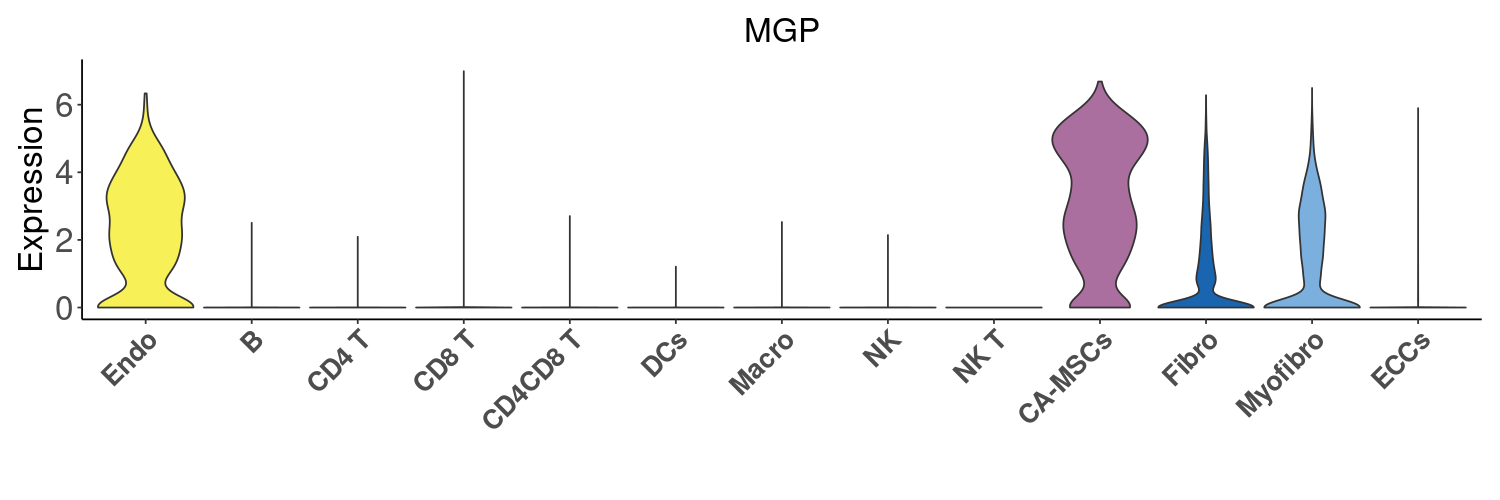 MGP
Expression
6
4
2
0
Endo
B
CD4 T
CD8 T
CD4CD8 T
DCs
Macro
NK
NK T
CA-MSCs
Fibro
Myofibro
ECCs